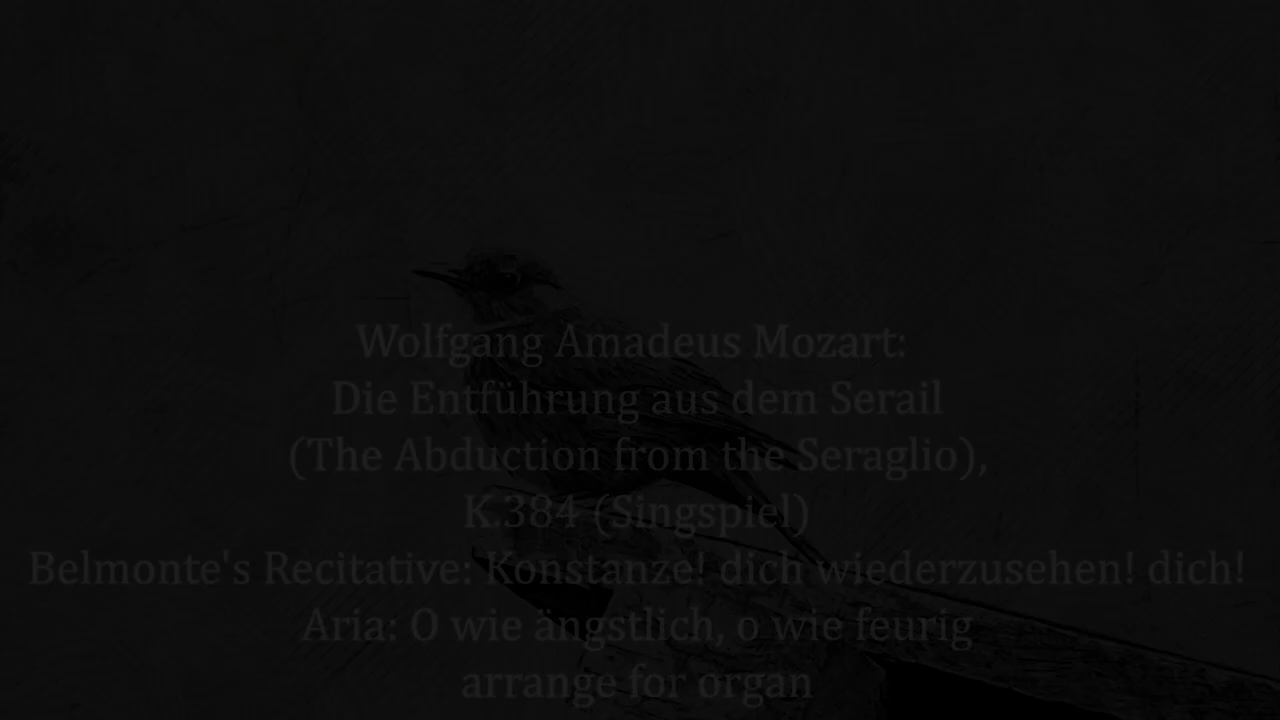 Wolfgang Amadeus Mozart:
Die Entführung aus dem Serail
(The Abduction from the Seraglio),
K.384 (Singspiel)
Belmonte's Recitative: Konstanze! dich wiederzusehen! dich!
Aria: O wie ängstlich, o wie feurig
arrange for organ